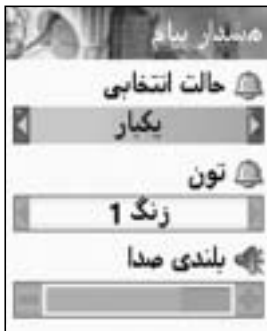 هشدار پیام
حالت انتخابی
یکبار
تون
زنگ 1
بلندی صدا